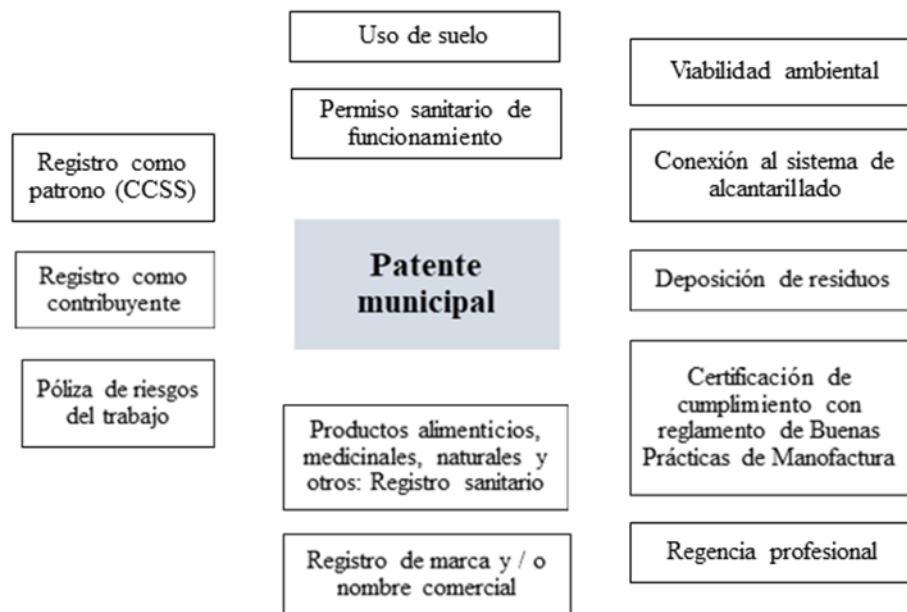 Uso de suelo
Permiso sanitario de
funcionamiento
Registro como
patrono (CCSS)
Registro como
contribuyente
Póliza de riesgos
del trabajo
Patente
municipal
Productos alimenticios,
medicinales, naturales y
otros: Registro sanitario
Registro de marca y / o
nombre comercial
Viabilidad ambiental
Conexión al sistema de
alcantarillado
Deposición de residuos
Certificación de
cumplimiento con
reglamento de Buenas
Prácticas de Manofactura
Regencia profesional